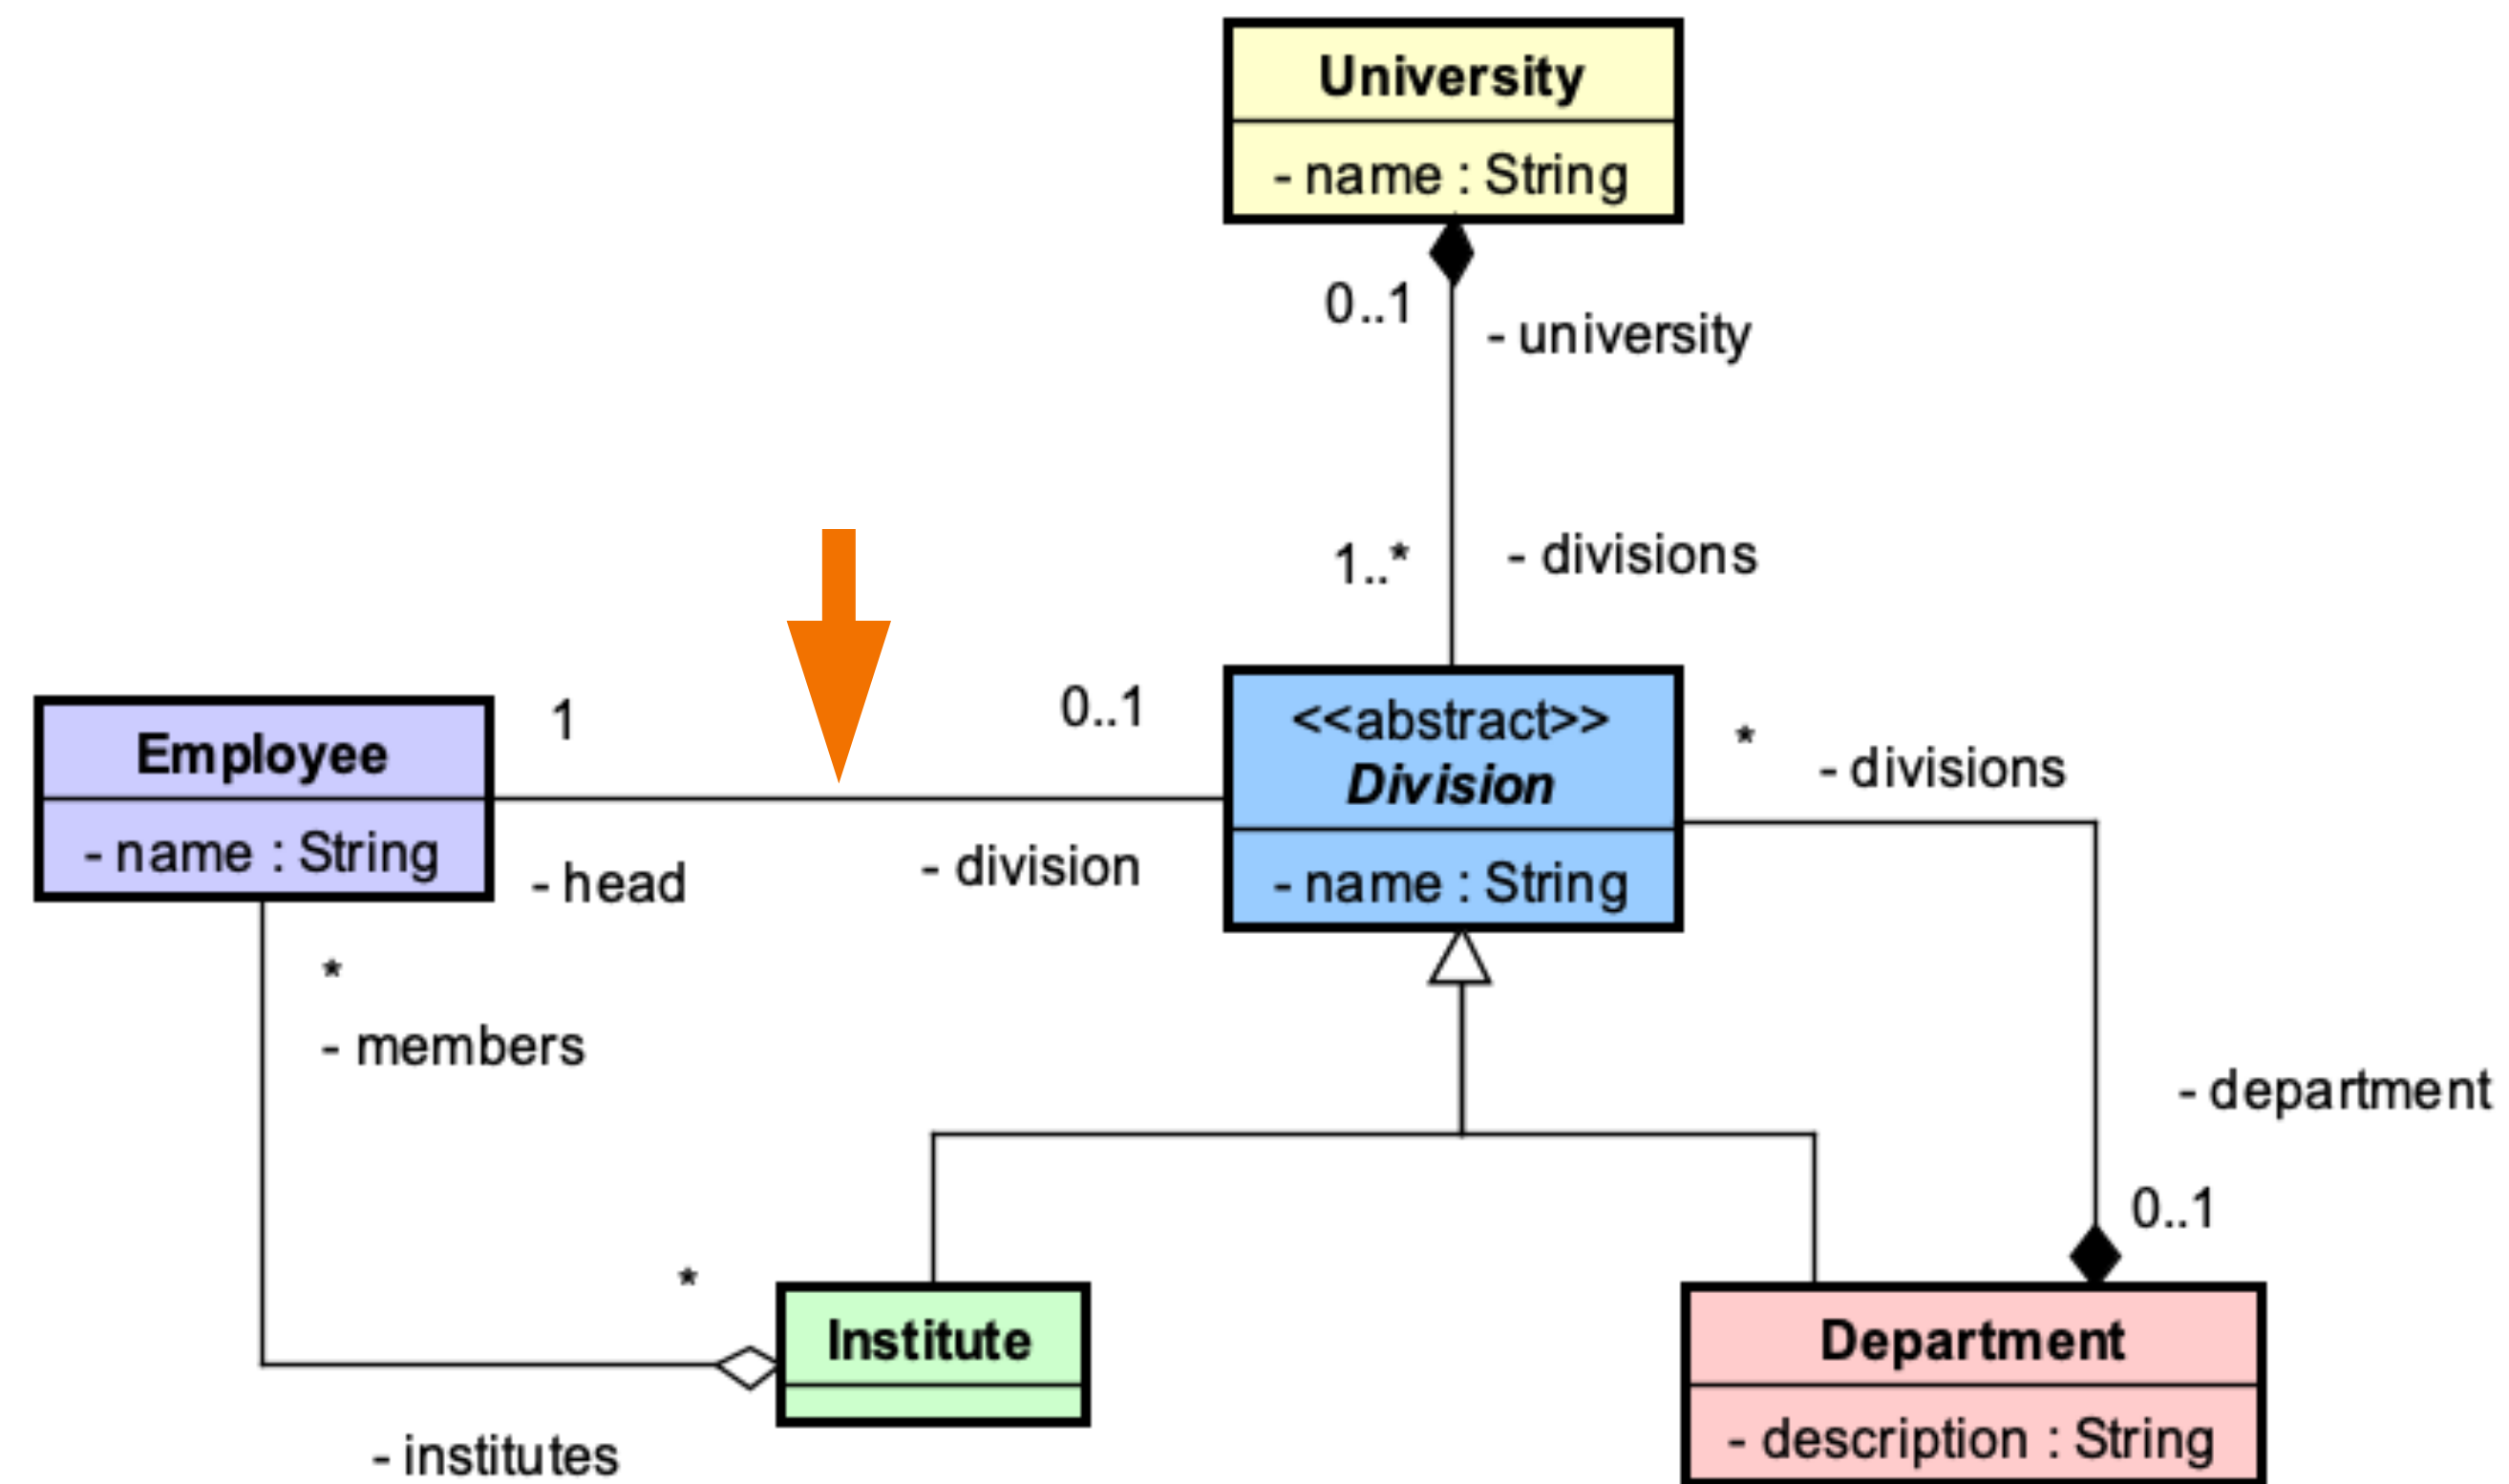 University
- name : String
0..1
- university
1..*
- divisions
Employee
- name : String
1
0..1
- head
- division
<<abstract>>
Division
- name : String
*
- divisions
*
- members
- department
0..1
*
- institutes
Institute
Department
- description : String